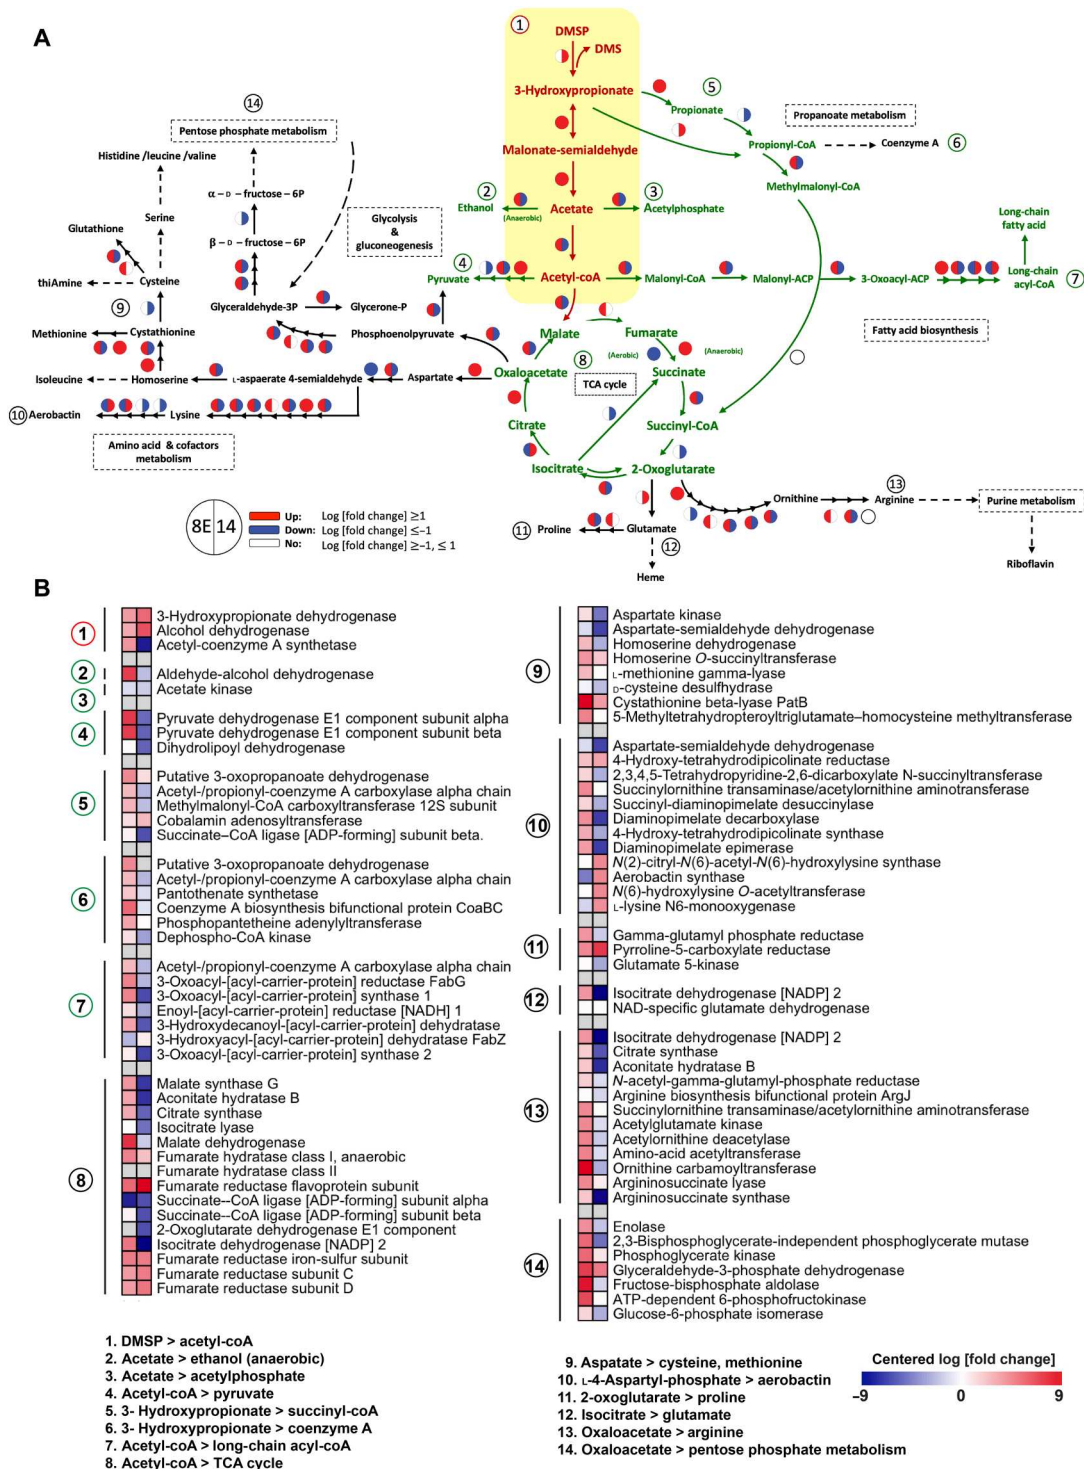 A
1
DMSP
DMS
3-Hydroxypropionate
Malonate-semialdehyde
Acetate
Acetyl-coA
5
Propionate
Propanoate metabolism
Propionyl-CoA
Coenzyme A
6
Methylmalonyl-CoA
14
Pentose phosphate metabolism
Histidine /leucine /valine
α – D – fructose – 6P
Serine
Glutathione
β – D – fructose – 6P
Glycolysis
&
gluconeogenesis
2
Ethanol
(Anaerobic)
3
Acetylphosphate
Long-chain
fatty acid
4
Pyruvate
Malonyl-CoA
Malonyl-ACP
3-Oxoacyl-ACP
Long-chain
acyl-CoA
7
Fatty acid biosynthesis
thiAmine
Cysteine
9
Glyceraldehyde-3P
Glycerone-P
Methionine
Cystathionine
Phosphoenolpyruvate
Malate
Fumarate
8
(Aerobic)
(Anaerobic)
TCA cycle
Isoleucine
Homoserine
L-aspaerate 4-semialdehyde
Aspartate
Oxaloacetate
Succinate
10
Aerobactin
Lysine
Citrate
Succinyl-CoA
Amino acid & cofactors
metabolism
Isocitrate
2-Oxoglutarate
13
Ornithine
Arginine
Purine metabolism
11
Proline
Glutamate
12
Heme
Riboflavin
8E 14
Up: Log [fold change] ≥1
Down: Log [fold change] ≤–1
No: Log [fold change] ≥–1, ≤ 1
B
1
3-Hydroxypropionate dehydrogenase
Alcohol dehydrogenase
Acetyl-coenzyme A synthetase
2
Aldehyde-alcohol dehydrogenase
3
Acetate kinase
4
Pyruvate dehydrogenase E1 component subunit alpha
Pyruvate dehydrogenase E1 component subunit beta
Dihydrolipoyl dehydrogenase
5
Putative 3-oxopropanoate dehydrogenase
Acetyl-/propionyl-coenzyme A carboxylase alpha chain
Methylmalonyl-CoA carboxyltransferase 12S subunit
Cobalamin adenosyltransferase
Succinate–CoA ligase [ADP-forming] subunit beta.
6
Putative 3-oxopropanoate dehydrogenase
Acetyl-/propionyl-coenzyme A carboxylase alpha chain
Pantothenate synthetase
Coenzyme A biosynthesis bifunctional protein CoaBC
Phosphopantetheine adenylyltransferase
Dephospho-CoA kinase
7
Acetyl-/propionyl-coenzyme A carboxylase alpha chain
3-Oxoacyl-[acyl-carrier-protein] reductase FabG
3-Oxoacyl-[acyl-carrier-protein] synthase 1
Enoyl-[acyl-carrier-protein] reductase [NADH] 1
3-Hydroxydecanoyl-[acyl-carrier-protein] dehydratase
3-Hydroxyacyl-[acyl-carrier-protein] dehydratase FabZ
3-Oxoacyl-[acyl-carrier-protein] synthase 2
8
Malate synthase G
Aconitate hydratase B
Citrate synthase
Isocitrate lyase
Malate dehydrogenase
Fumarate hydratase class I, anaerobic
Fumarate hydratase class II
Fumarate reductase flavoprotein subunit
Succinate--CoA ligase [ADP-forming] subunit alpha
Succinate--CoA ligase [ADP-forming] subunit beta
2-Oxoglutarate dehydrogenase E1 component
Isocitrate dehydrogenase [NADP] 2
Fumarate reductase iron-sulfur subunit
Fumarate reductase subunit C
Fumarate reductase subunit D
9
Aspartate kinase
Aspartate-semialdehyde dehydrogenase
Homoserine dehydrogenase
Homoserine O-succinyltransferase
L-methionine gamma-lyase
D-cysteine desulfhydrase
Cystathionine beta-lyase PatB
5-Methyltetrahydropteroyltriglutamate–homocysteine methyltransferase
10
Aspartate-semialdehyde dehydrogenase
4-Hydroxy-tetrahydrodipicolinate reductase
2,3,4,5-Tetrahydropyridine-2,6-dicarboxylate N-succinyltransferase
Succinylornithine transaminase/acetylornithine aminotransferase
Succinyl-diaminopimelate desuccinylase
Diaminopimelate decarboxylase
4-Hydroxy-tetrahydrodipicolinate synthase
Diaminopimelate epimerase
N(2)-citryl-N(6)-acetyl-N(6)-hydroxylysine synthase
Aerobactin synthase
N(6)-hydroxylysine O-acetyltransferase
L-lysine N6-monooxygenase
11
Gamma-glutamyl phosphate reductase
Pyrroline-5-carboxylate reductase
Glutamate 5-kinase
12
Isocitrate dehydrogenase [NADP] 2
NAD-specific glutamate dehydrogenase
13
Isocitrate dehydrogenase [NADP] 2
Citrate synthase
Aconitate hydratase B
N-acetyl-gamma-glutamyl-phosphate reductase
Arginine biosynthesis bifunctional protein ArgJ
Succinylornithine transaminase/acetylornithine aminotransferase
Acetylglutamate kinase
Acetylornithine deacetylase
Amino-acid acetyltransferase
Ornithine carbamoyltransferase
Argininosuccinate lyase
Argininosuccinate synthase
14
Enolase
2,3-Bisphosphoglycerate-independent phosphoglycerate mutase
Phosphoglycerate kinase
Glyceraldehyde-3-phosphate dehydrogenase
Fructose-bisphosphate aldolase
ATP-dependent 6-phosphofructokinase
Glucose-6-phosphate isomerase
1. DMSP > acetyl-coA
2. Acetate > ethanol (anaerobic)
3. Acetate > acetylphosphate
4. Acetyl-coA > pyruvate
5. 3- Hydroxypropionate > succinyl-coA
6. 3- Hydroxypropionate > coenzyme A
7. Acetyl-coA > long-chain acyl-coA
8. Acetyl-coA > TCA cycle
9. Aspatate > cysteine, methionine
10. L-4-Aspartyl-phosphate > aerobactin
11. 2-oxoglutarate > proline
12. Isocitrate > glutamate
13. Oxaloacetate > arginine
14. Oxaloacetate > pentose phosphate metabolism
Centered log [fold change]
–9 0 9